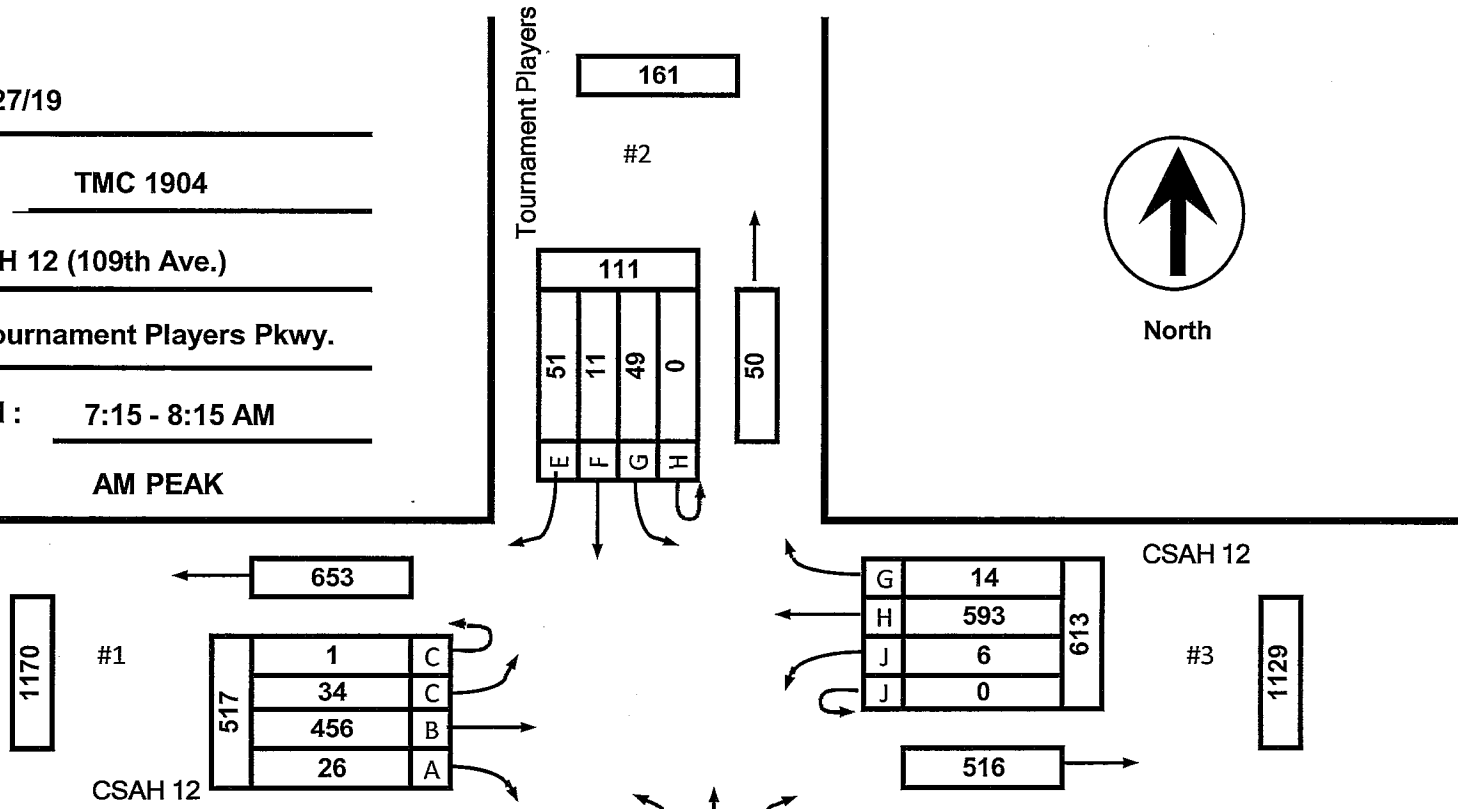 27/19
TMC 1904
H 12 (109th Ave.)
ournament Players Pkwy.
:
7:15 - 8:15 AM
AM PEAK
Tournament Players
161
#2
111
51 11 49 0
E F G H
50
North
653
1170
#1
517
1 C
34 C
456 B
26 A
CSAH 12
CSAH 12
G 14
H 593
J 6
J 0
613
#3
1129
516